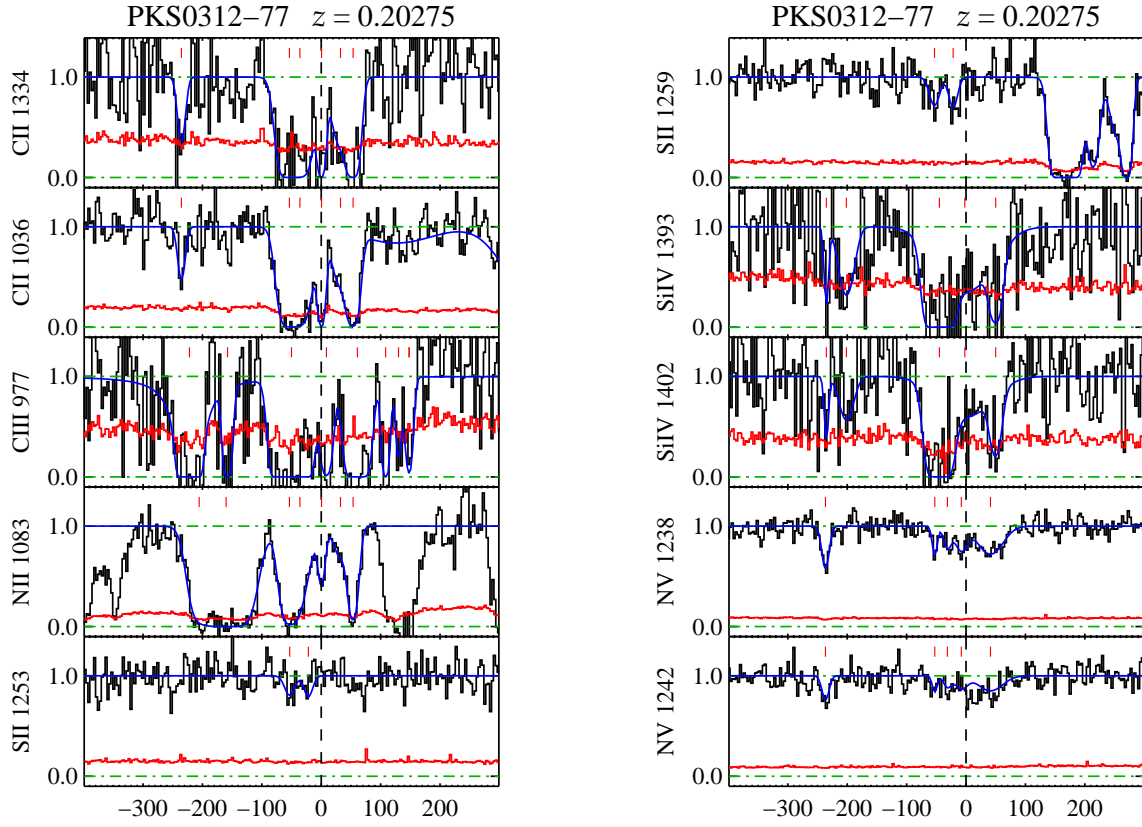 PKS0312−77 z = 0.20275
CII 1334
1.0
0.0
CII 1036
1.0
0.0
CIII 977
1.0
0.0
NII 1083
1.0
0.0
SII 1253
1.0
0.0
−300 −200 −100 0 100 200
PKS0312−77 z = 0.20275
SII 1259
1.0
0.0
SiIV 1393
1.0
0.0
SiIV 1402
1.0
0.0
NV 1238
1.0
0.0
NV 1242
1.0
0.0
−300 −200 −100 0 100 200